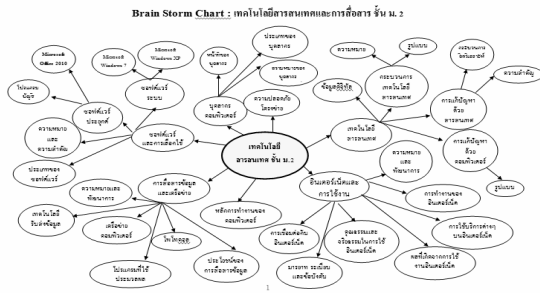 Brain Storm Chart : เทคโนโลยีสารสนเทศและการสื่อสาร ชั้น ม. 2
Microsoft
Office 2010
Microsoft
Windows 7
Microsoft
Windows XP
หน้าที่ของ
บุคลากร
ประเภทของ
บุคลากร
ความหมายของ
บุคลากร
ความหมาย
รูปแบบ
ข้อมูลดิจิทัล
กระบวนการ
เทคโนโลยี
สารสนเทศ
ความสำคัญ
โปรแกรม
บัญชี
ซอฟต์แวร์
ประยุกต์
ซอฟต์แวร์
ระบบ
บุคลากร
คอมพิวเตอร์
ความปลอดภัย
โดยข่าย
เทคโนโลยี
สารสนเทศ
การแก้ปัญหา
ด้วย
สารสนเทศ
ความหมาย
และ
ความสำคัญ
ซอฟต์แวร์
และการเลือกใช้
เทคโนโลยี
สารสนเทศ ชั้น ม.2
การแก้ปัญหา
ด้วย
คอมพิวเตอร์
ประเภทของ
ซอฟต์แวร์
ความหมาย
และ
พัฒนาการ
รูปแบบ
ความหมายและ
พัฒนาการ
การสื่อสารข้อมูล
และเครือข่าย
อินเตอร์เน็ตและ
การใช้งาน
การทำงานของ
อินเตอร์เน็ต
เทคโนโลยี
รับส่งข้อมูล
เครือข่าย
คอมพิวเตอร์
โพรโทคอล
หลักการทำงานของ
คอมพิวเตอร์
การเชื่อมต่อกับ
อินเตอร์เน็ต
คุณธรรมและ
จริยธรรมในการใช้
อินเตอร์เน็ต
การใช้บริการต่างๆ
บนอินเตอร์เน็ต
โปรแกรมที่ใช้
ประมวลผล
ประโยชน์ของ
การสื่อสารข้อมูล
มารยาท ระเบียบ
และข้อบังคับ
ผลที่เกิดจากการใช้
งานอินเตอร์เน็ต
1